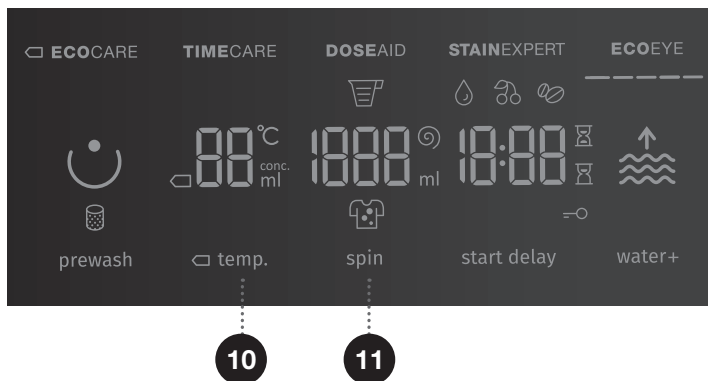 ECOCARE TIMECARE DOSEAID STAINEXPERT ECOEYE
88 °C conc. ml 1888 ml 18:88
prewash temp. spin start delay water+
10 11